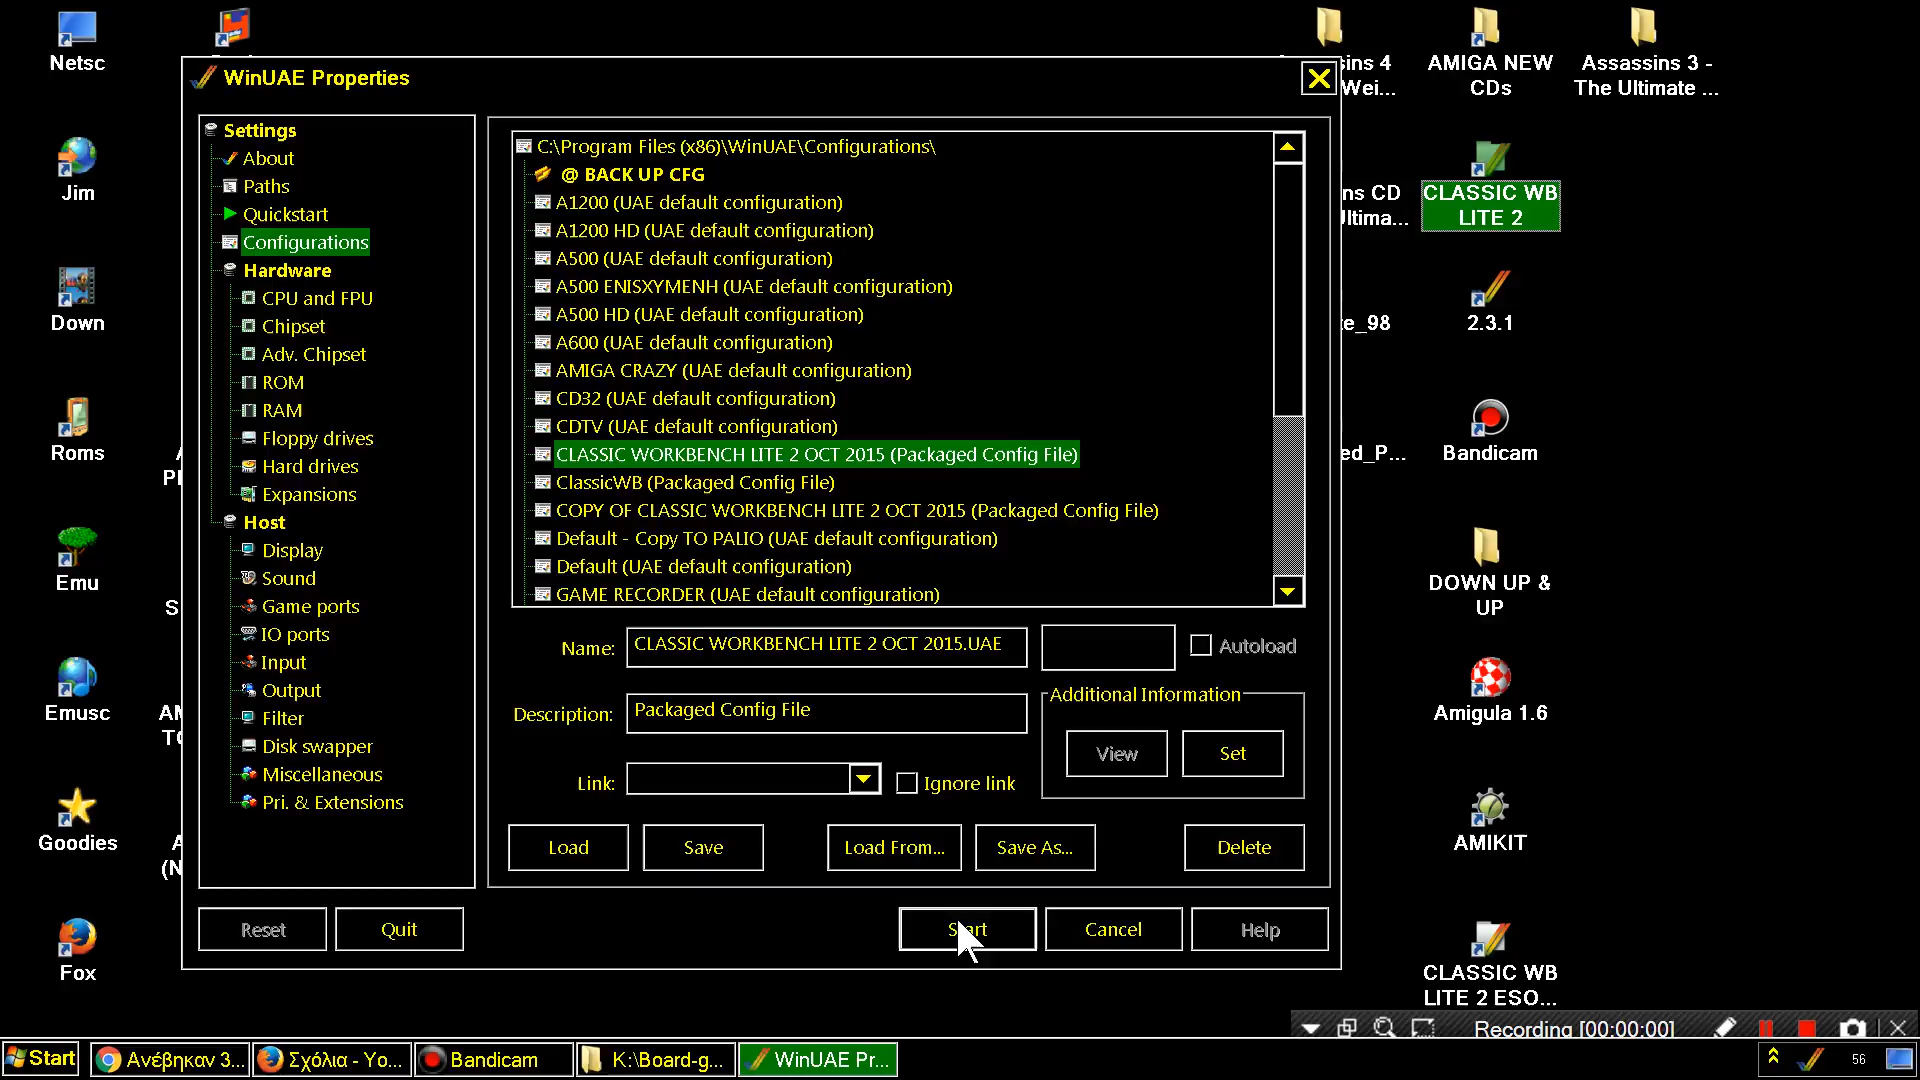 Netsc
Jim
Down
Roms
Emu
Emusc
Goodies
Fox
WinUAE Properties
Settings
About
Paths
Quickstart
Configurations
Hardware
CPU and FPU
Chipset
Adv. Chipset
ROM
RAM
Floppy drives
Hard drives
Expansions
Host
Display
Sound
Game ports
IO ports
Input
Output
Filter
Disk swapper
Miscellaneous
Pri. & Extensions
C:\Program Files (x86)\WinUAE\Configurations\
@ BACK UP CFG
A1200 (UAE default configuration)
A1200 HD (UAE default configuration)
A500 (UAE default configuration)
A500 ENISXYMENH (UAE default configuration)
A500 HD (UAE default configuration)
A600 (UAE default configuration)
AMIGA CRAZY (UAE default configuration)
CD32 (UAE default configuration)
CDTV (UAE default configuration)
CLASSIC WORKBENCH LITE 2 OCT 2015 (Packaged Config File)
ClassicWB (Packaged Config File)
COPY OF CLASSIC WORKBENCH LITE 2 OCT 2015 (Packaged Config File)
Default - Copy TO PALIO (UAE default configuration)
Default (UAE default configuration)
GAME RECORDER (UAE default configuration)
Name: CLASSIC WORKBENCH LITE 2 OCT 2015.UAE Autoload
Description: Packaged Config File
Additional Information
View Set
Link: Ignore link
Load Save Load From... Save As... Delete
Reset Quit Start Cancel Help
sins 4
Wei...
AMIGA NEW
CDs
Assassins 3 -
The Ultimate ...
ns CD
Ultima...
CLASSIC WB
LITE 2
te_98
2.3.1
ed_P...
Bandicam
DOWN UP &
UP
Amigula 1.6
AMIKIT
CLASSIC WB
LITE 2 ESO...
Recording [00:00:00]
Start Ανέβηκαν 3... Σχόλια - Yo... Bandicam K:\Board-g... WinUAE Pr... 56